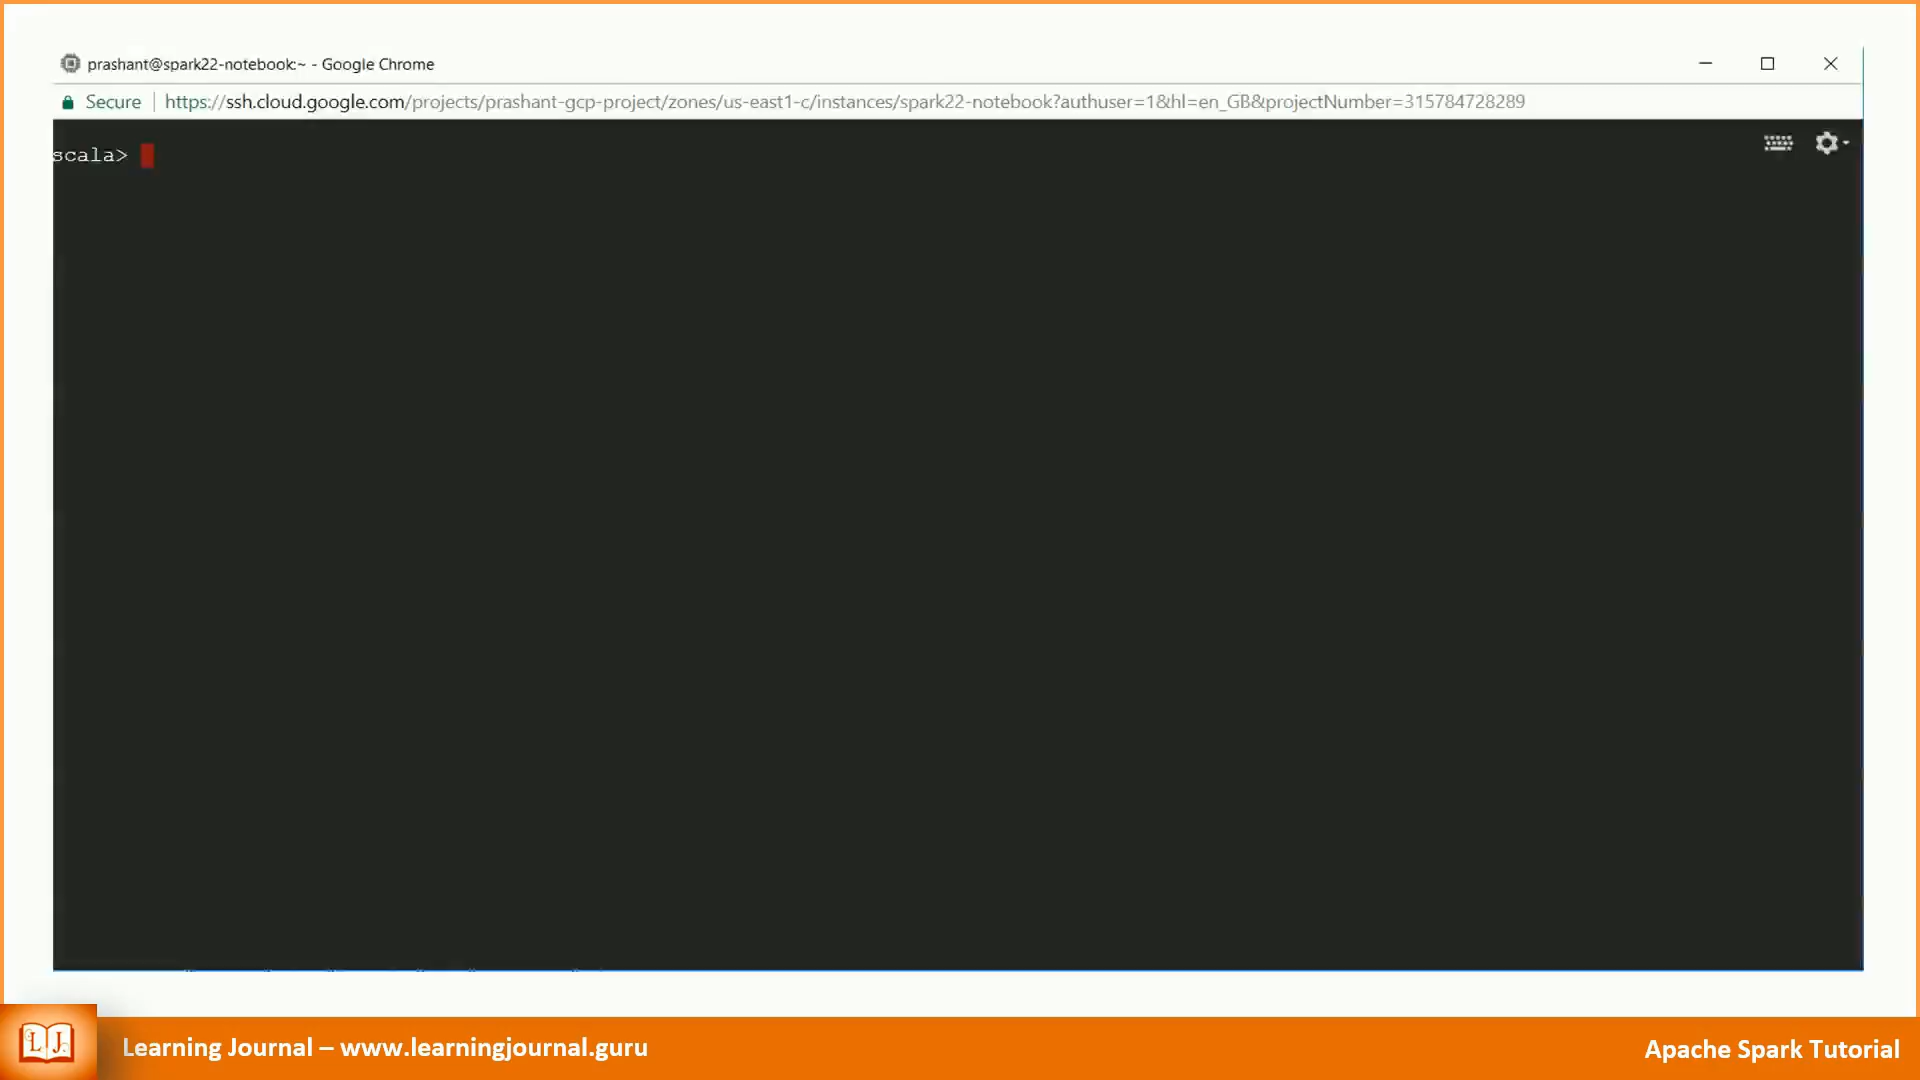 prashant@spark22-notebook:~ - Google Chrome
Secure https://ssh.cloud.google.com/projects/prashant-gcp-project/zones/us-east1-c/instances/spark22-notebook?authuser=1&hl=en_GB&projectNumber=315784728289
scala>
LJ
Learning Journal – www.learningjournal.guru
Apache Spark Tutorial